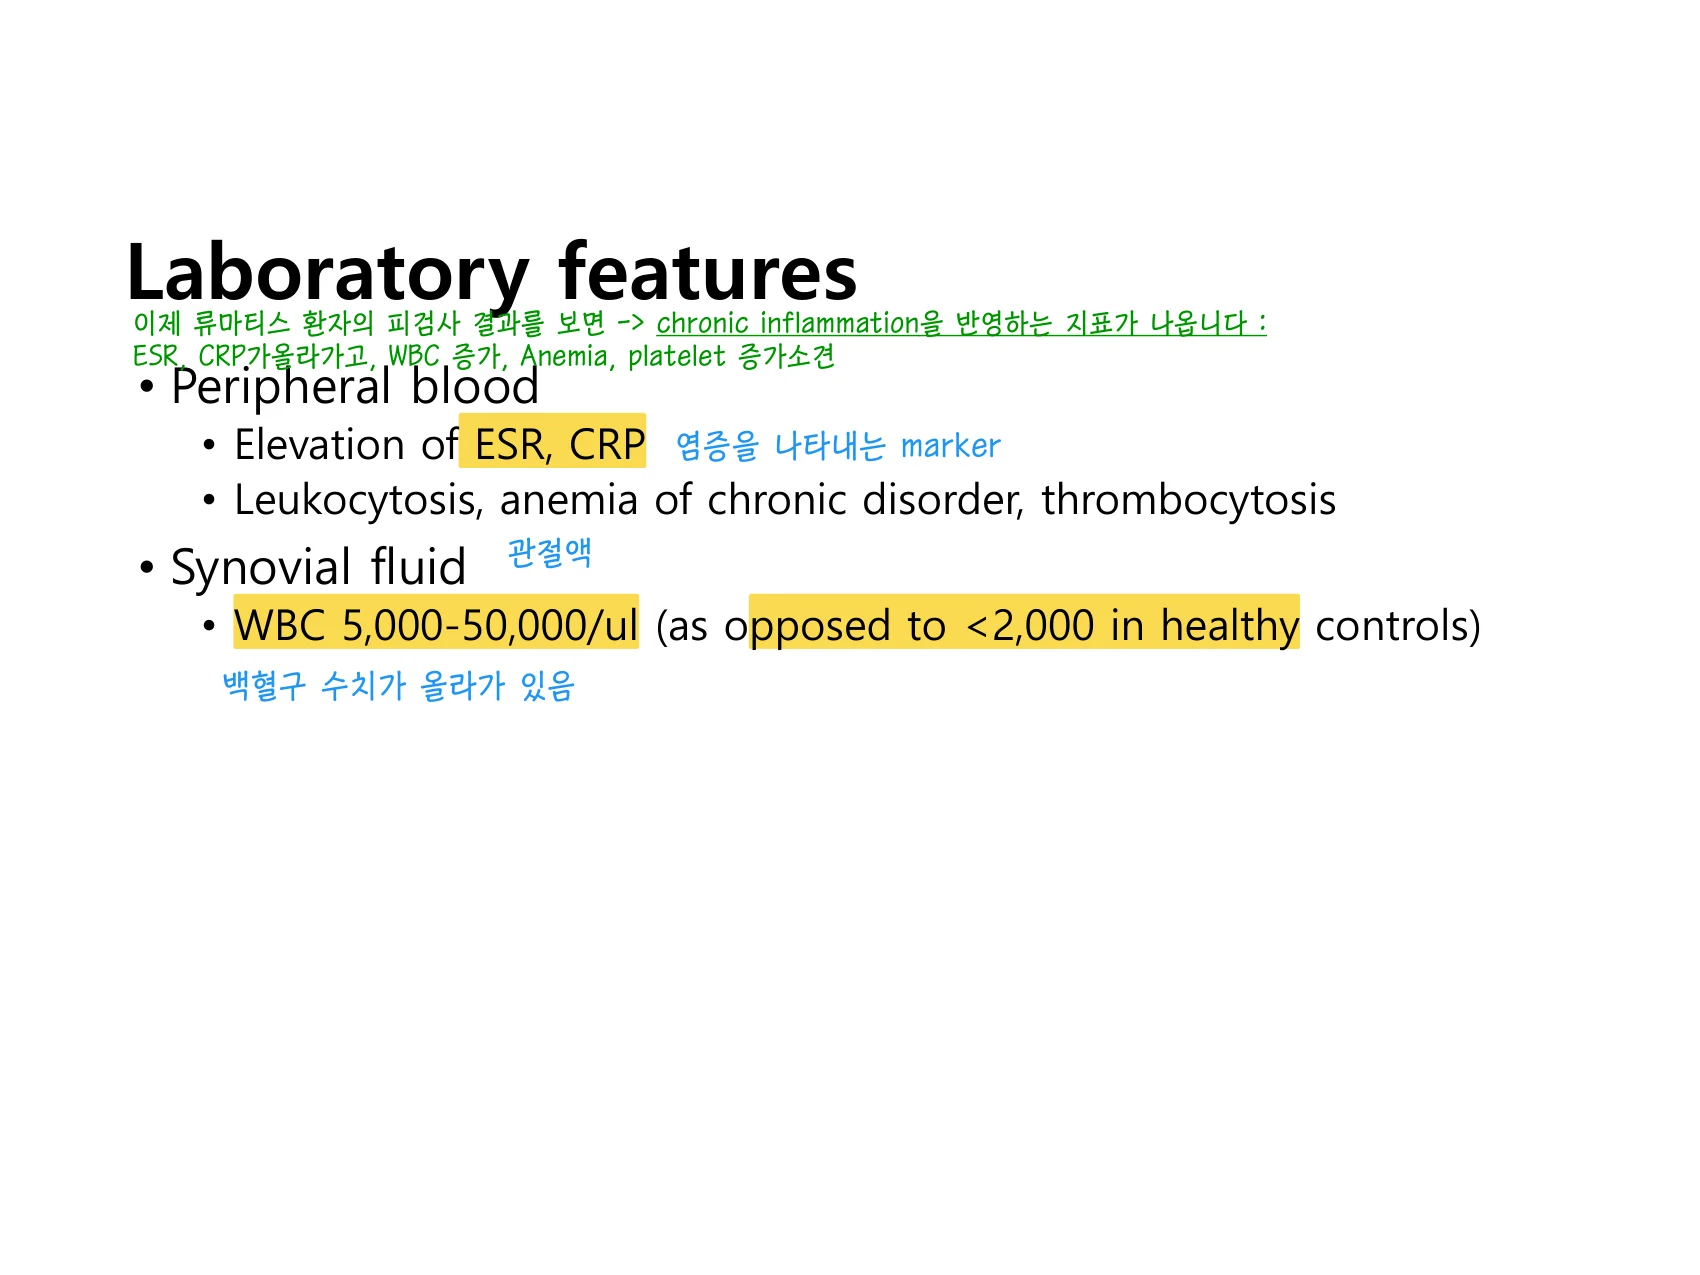 Laboratory features
이제 류마티스 환자의 피검사 결과를 보면 -> chronic inflammation을 반영하는 지표가 나옵니다 :
ESR, CRP가올라가고, WBC 증가, Anemia, platelet 증가소견
• Peripheral blood
• Elevation of ESR, CRP 염증을 나타내는 marker
• Leukocytosis, anemia of chronic disorder, thrombocytosis
• Synovial fluid 관절액
• WBC 5,000-50,000/ul (as opposed to <2,000 in healthy controls)
백혈구 수치가 올라가 있음